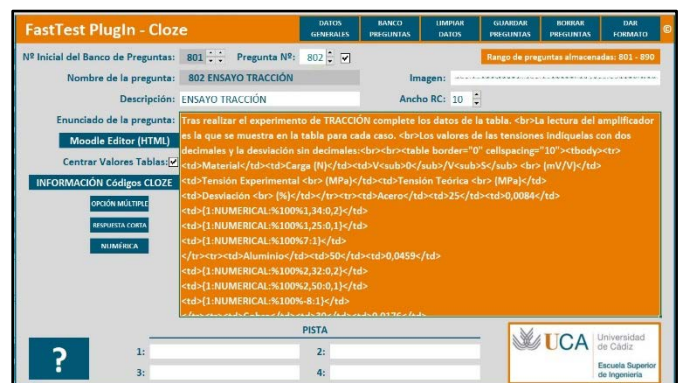 FastTest PlugIn - Cloze
DATOS GENERALES
BANCO PREGUNTAS
LIMPIAR DATOS
GUARDAR PREGUNTAS
BORRAR PREGUNTAS
DAR FORMATO
©
Nº Inicial del Banco de Preguntas: 801 Pregunta Nº: 802 Rango de preguntas almacenadas: 801 - 890
Nombre de la pregunta: 802 ENSAYO TRACCIÓN Imagen:
Descripción: ENSAYO TRACCIÓN Ancho RC: 10
Enunciado de la pregunta:
Moodle Editor (HTML)
Centrar Valores Tablas:
INFORMACIÓN Códigos CLOZE
OPCIÓN MÚLTIPLE
RESPUESTA CORTA
NUMÉRICA
Tras realizar el experimento de TRACCIÓN complete los datos de la tabla. <br>La lectura del amplificador
es la que se muestra en la tabla para cada caso. <br>Los valores de las tensiones indíquelas con dos
decimales y la desviación sin decimales:<br><br><table border="0" cellspacing="10"><tbody><tr>
<td>Material</td><td>Carga (N)</td><td>V<sub>0</sub>/V<sub>S</sub> <br> (mV/V)</td>
<td>Tensión Experimental <br> (MPa)</td><td>Tensión Teórica <br> (MPa)</td>
<td>Desviación <br> (%)</td></tr><tr><td>Acero</td><td>25</td><td>0,0084</td>
<td>{1:NUMERICAL:%100%1,34:0,2}</td>
<td>{1:NUMERICAL:%100%1,25:0,1}</td>
<td>{1:NUMERICAL:%100%7:1}</td>
</tr><tr><td>Aluminio</td><td>50</td><td>0,0459</td>
<td>{1:NUMERICAL:%100%2,32:0,2}</td>
<td>{1:NUMERICAL:%100%2,50:0,1}</td>
<td>{1:NUMERICAL:%100%-8:1}</td>
</tr><tr><td>Cobre</td><td>30</td><td>0,0176</td>
PISTA
?
1: 2:
3: 4:
UCA Universidad de Cádiz
Escuela Superior de Ingeniería